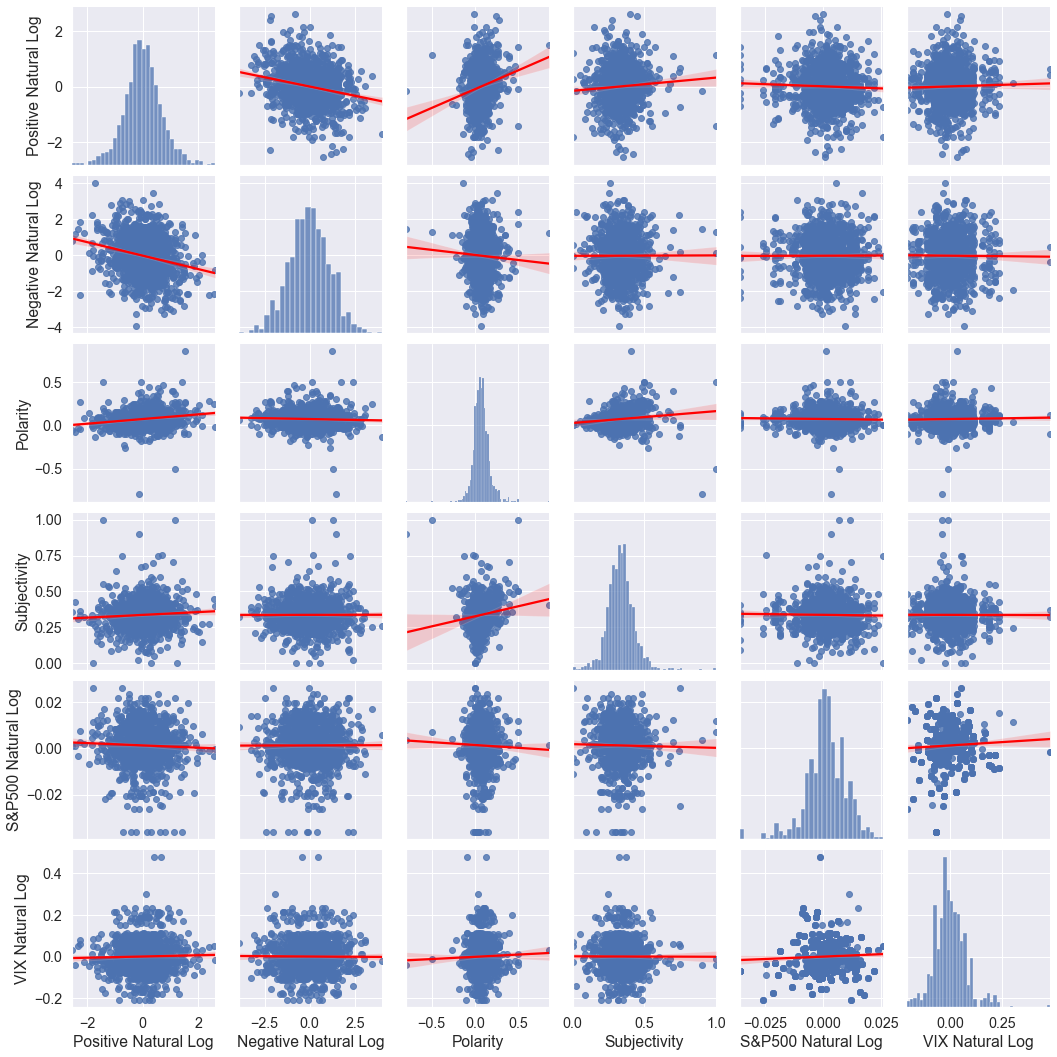 Positive Natural Log
2
0
−2
Negative Natural Log
4
2
0
−2
−4
Polarity
0.5
0.0
−0.5
Subjectivity
1.00
0.75
0.50
0.25
0.00
S&P500 Natural Log
0.02
0.00
−0.02
VIX Natural Log
0.4
0.2
0.0
−0.2
−2 0 2 −2.5 0.0 2.5 −0.5 0.0 0.5 0.0 0.5 1.0 −0.025 0.000 0.025 0.00 0.25
Positive Natural Log Negative Natural Log Polarity Subjectivity S&P500 Natural Log VIX Natural Log